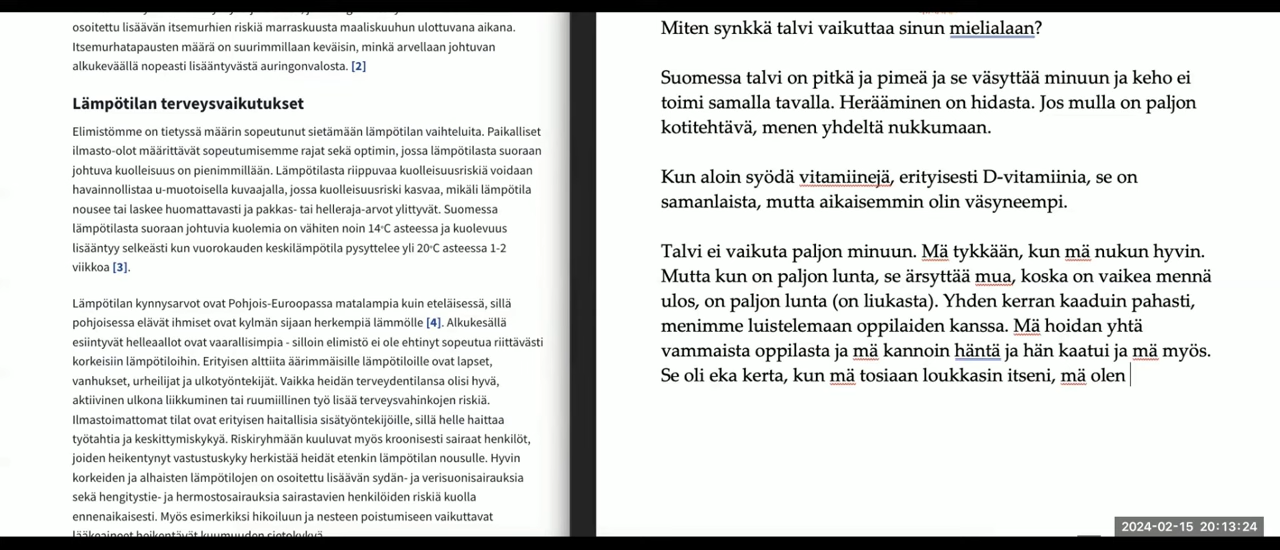 osoitettu lisäävän itsemurhien riskiä marraskuusta maaliskuuhun ulottuvana aikana.
Itsemurhatapausten määrä on suurimmillaan keväisin, minkä arvellaan johtuvan
alkukeväällä nopeasti lisääntyvästä auringonvalosta. [2]
Lämpötilan terveysvaikutukset
Elimistömme on tietyssä määrin sopeutunut sietämään lämpötilan vaihteluita. Paikalliset
ilmasto-olot määrittävät sopeutumisemme rajat sekä optimin, jossa lämpötilasta suoraan
johtuva kuolleisuus on pienimmillään. Lämpötilasta riippuvaa kuolleisuusriskiä voidaan
havainnollistaa u-muotoisella kuvaajalla, jossa kuolleisuusriski kasvaa, mikäli lämpötila
nousee tai laskee huomattavasti ja pakkas- tai helleraja-arvot ylittyvät. Suomessa
lämpötilasta suoraan johtuvia kuolemia on vähiten noin 14°C asteessa ja kuolevuus
lisääntyy selkeästi kun vuorokauden keskilämpötila pysyttelee yli 20°C asteessa 1-2
viikkoa [3].
Lämpötilan kynnysarvot ovat Pohjois-Euroopassa matalampia kuin eteläisessä, sillä
pohjoisessa elävät ihmiset ovat kylmän sijaan herkempiä lämmölle [4]. Alkukesällä
esiintyvät helleaallot ovat vaarallisimpia - silloin elimistö ei ole ehtinyt sopeutua riittävästi
korkeisiin lämpötiloihin. Erityisen alttiita äärimmäisille lämpötiloille ovat lapset,
vanhukset, urheilijat ja ulkotyöntekijät. Vaikka heidän terveydentilansa olisi hyvä,
aktiivinen ulkona liikkuminen tai ruumiillinen työ lisää terveysvahinkojen riskiä.
Ilmastoimattomat tilat ovat erityisen haitallisia sisätyöntekijöille, sillä helle haittaa
työtahtia ja keskittymiskykyä. Riskiryhmään kuuluvat myös kroonisesti sairaat henkilöt,
joiden heikentynyt vastustuskyky herkistää heidät etenkin lämpötilan nousulle. Hyvin
korkeiden ja alhaisten lämpötilojen on osoitettu lisäävän sydän- ja verisuonisairauksia
sekä hengitystie- ja hermostosairauksia sairastavien henkilöiden riskiä kuolla
ennenaikaisesti. Myös esimerkiksi hikoiluun ja nesteen poistumiseen vaikuttavat
lääkeaineet heikentävät kuumuuden sietokykyä.
Miten synkkä talvi vaikuttaa sinun mielialaan?
Suomessa talvi on pitkä ja pimeä ja se väsyttää minuun ja keho ei
toimi samalla tavalla. Herääminen on hidasta. Jos mulla on paljon
kotitehtävä, menen yhdeltä nukkumaan.
Kun aloin syödä vitamiinejä, erityisesti D-vitamiinia, se on
samanlaista, mutta aikaisemmin olin väsyneempi.
Talvi ei vaikuta paljon minuun. Mä tykkään, kun mä nukun hyvin.
Mutta kun on paljon lunta, se ärsyttää mua, koska on vaikea mennä
ulos, on paljon lunta (on liukasta). Yhden kerran kaaduin pahasti,
menimme luistelemaan oppilaiden kanssa. Mä hoidan yhtä
vammaista oppilasta ja mä kannoin häntä ja hän kaatui ja mä myös.
Se oli eka kerta, kun mä tosiaan loukkasin itseni, mä olen
2024-02-15 20:13:24